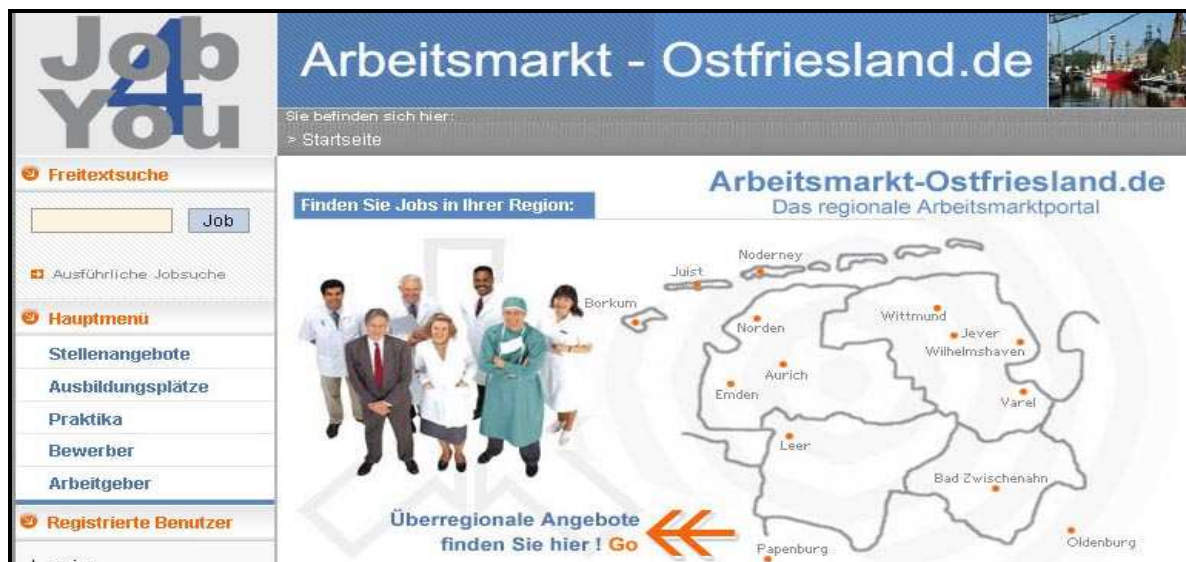 Job
4
You
Arbeitsmarkt - Ostfriesland.de
Sie befinden sich hier:
> Startseite
Freitextsuche
Job
Ausführliche Jobsuche
Hauptmenü
Stellenangebote
Ausbildungsplätze
Praktika
Bewerber
Arbeitgeber
Registrierte Benutzer
Finden Sie Jobs in Ihrer Region:
Arbeitsmarkt-Ostfriesland.de
Das regionale Arbeitsmarktportal
Noderney
Juist
Borkum
Norden
Wittmund
Jever
Wilhelmshaven
Aurich
Emden
Varel
Leer
Bad Zwischenahn
Überregionale Angebote
finden Sie hier ! Go
Papenburg
Oldenburg